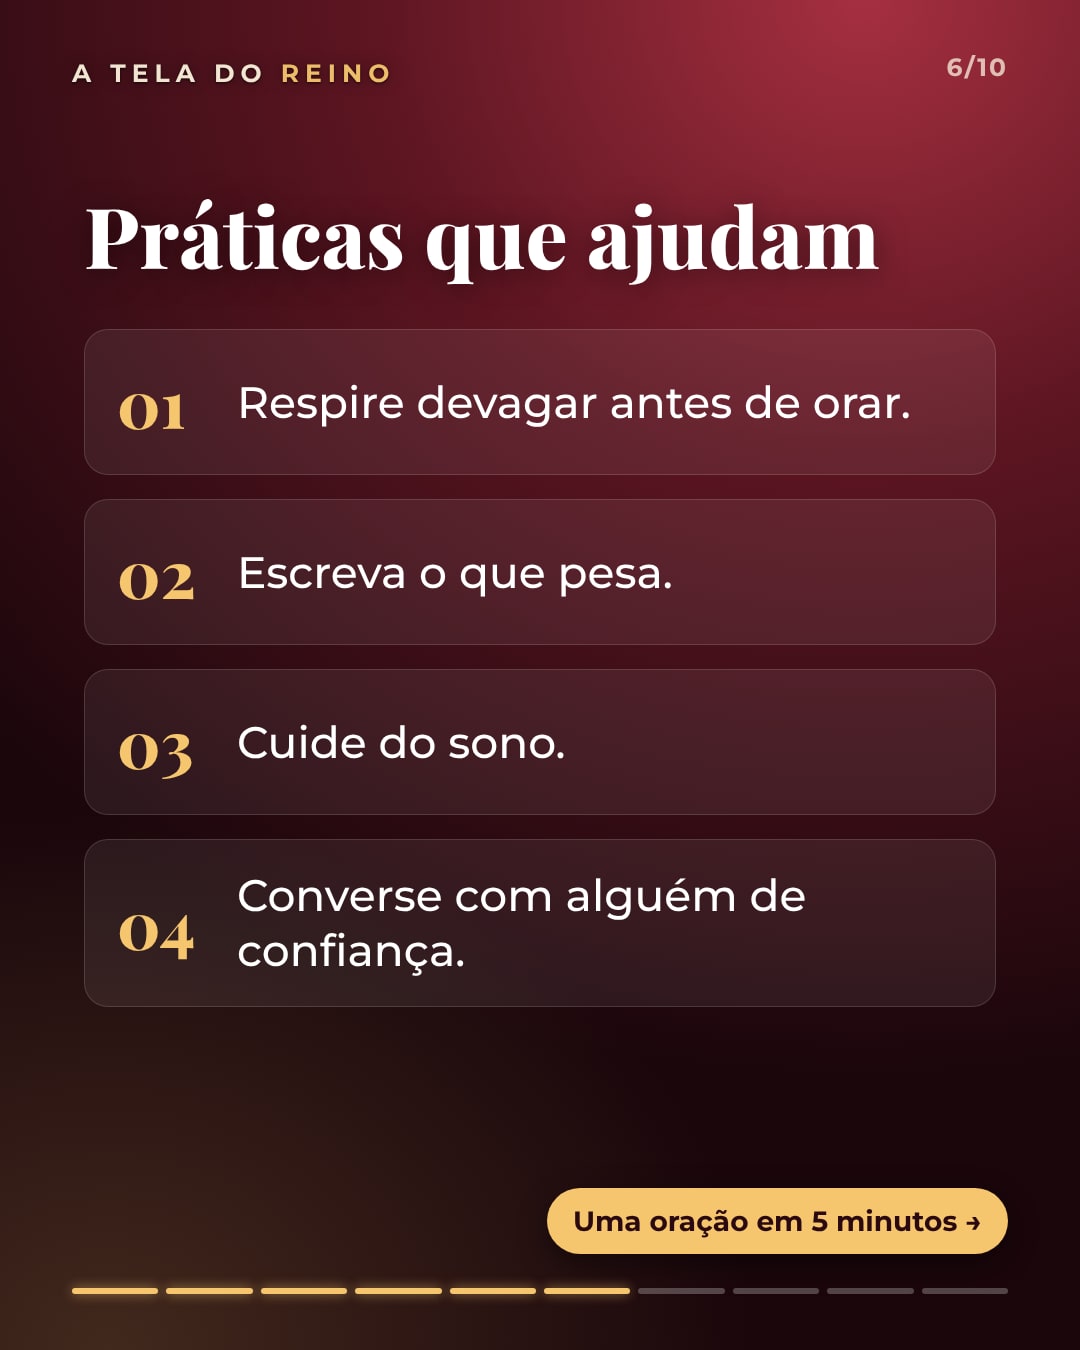 A TELA DO REINO
6/10
Práticas que ajudam
01 Respire devagar antes de orar.
02 Escreva o que pesa.
03 Cuide do sono.
04 Converse com alguém de
confiança.
Uma oração em 5 minutos →